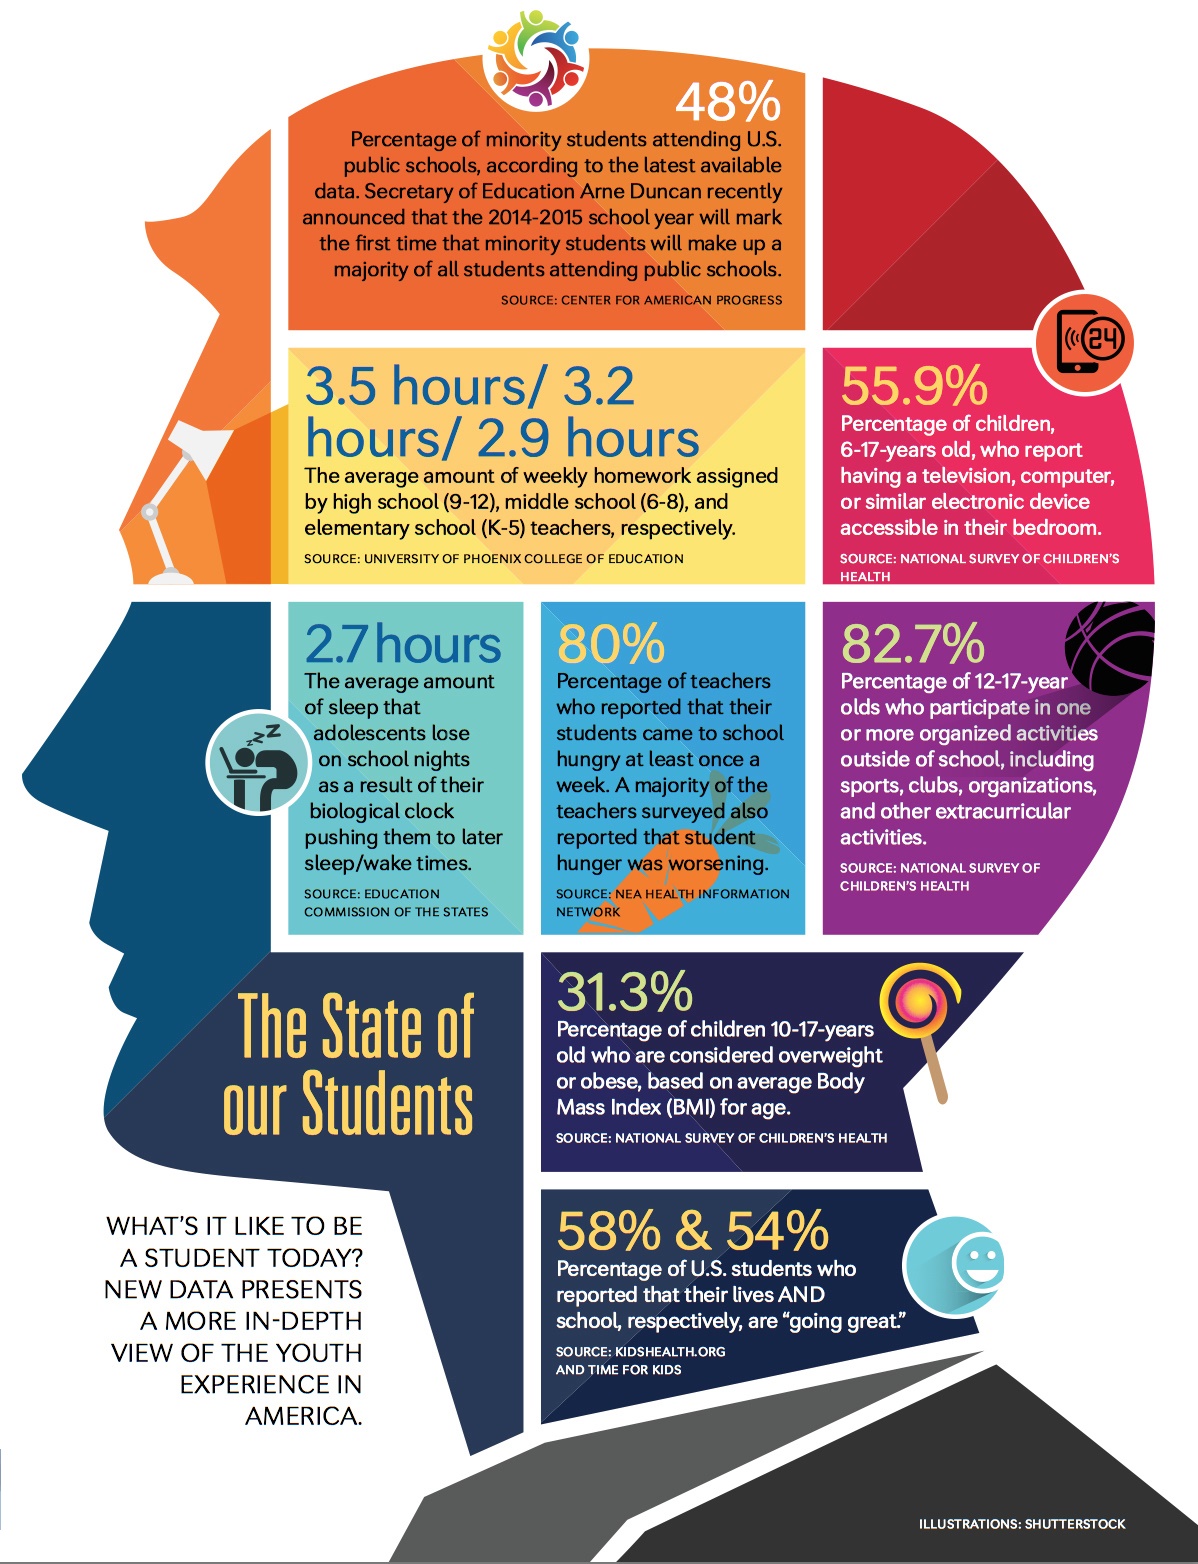 48%
Percentage of minority students attending U.S.
public schools, according to the latest available
data. Secretary of Education Arne Duncan recently
announced that the 2014-2015 school year will mark
the first time that minority students will make up a
majority of all students attending public schools.
SOURCE: CENTER FOR AMERICAN PROGRESS
3.5 hours/ 3.2
hours/ 2.9 hours
The average amount of weekly homework assigned
by high school (9-12), middle school (6-8), and
elementary school (K-5) teachers, respectively.
SOURCE: UNIVERSITY OF PHOENIX COLLEGE OF EDUCATION
24
55.9%
Percentage of children,
6-17-years old, who report
having a television, computer,
or similar electronic device
accessible in their bedroom.
SOURCE: NATIONAL SURVEY OF CHILDREN'S
HEALTH
2.7 hours
The average amount
of sleep that
adolescents lose
on school nights
as a result of their
biological clock
pushing them to later
sleep/wake times.
SOURCE: EDUCATION
COMMISSION OF THE STATES
zzZ
80%
Percentage of teachers
who reported that their
students came to school
hungry at least once a
week. A majority of the
teachers surveyed also
reported that student
hunger was worsening.
SOURCE: NEA HEALTH INFORMATION
NETWORK
82.7%
Percentage of 12-17-year
olds who participate in one
or more organized activities
outside of school, including
sports, clubs, organizations,
and other extracurricular
activities.
SOURCE: NATIONAL SURVEY OF
CHILDREN'S HEALTH
The State of
our Students
31.3%
Percentage of children 10-17-years
old who are considered overweight
or obese, based on average Body
Mass Index (BMI) for age.
SOURCE: NATIONAL SURVEY OF CHILDREN'S HEALTH
WHAT'S IT LIKE TO BE
A STUDENT TODAY?
NEW DATA PRESENTS
A MORE IN-DEPTH
VIEW OF THE YOUTH
EXPERIENCE IN
AMERICA.
58% & 54%
Percentage of U.S. students who
reported that their lives AND
school, respectively, are “going great.”
SOURCE: KIDSHEALTH.ORG
AND TIME FOR KIDS
ILLUSTRATIONS: SHUTTERSTOCK